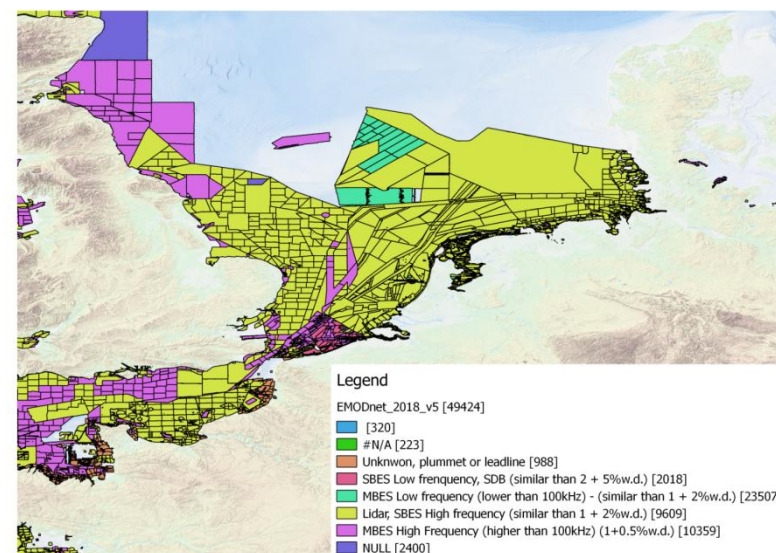 Legend
EMODnet_2018_v5 [49424]
[320]
#N/A [223]
Unknwon, plummet or leadline [988]
SBES Low frenquency, SDB (similar than 2 + 5%w.d.) [2018]
MBES Low frequency (lower than 100kHz) - (similar than 1 + 2%w.d.) [23507
Lidar, SBES High frequency (similar than 1 + 2%w.d.) [9609]
MBES High Frequency (higher than 100kHz) (1+0.5%w.d.) [10359]
NULL [2400]